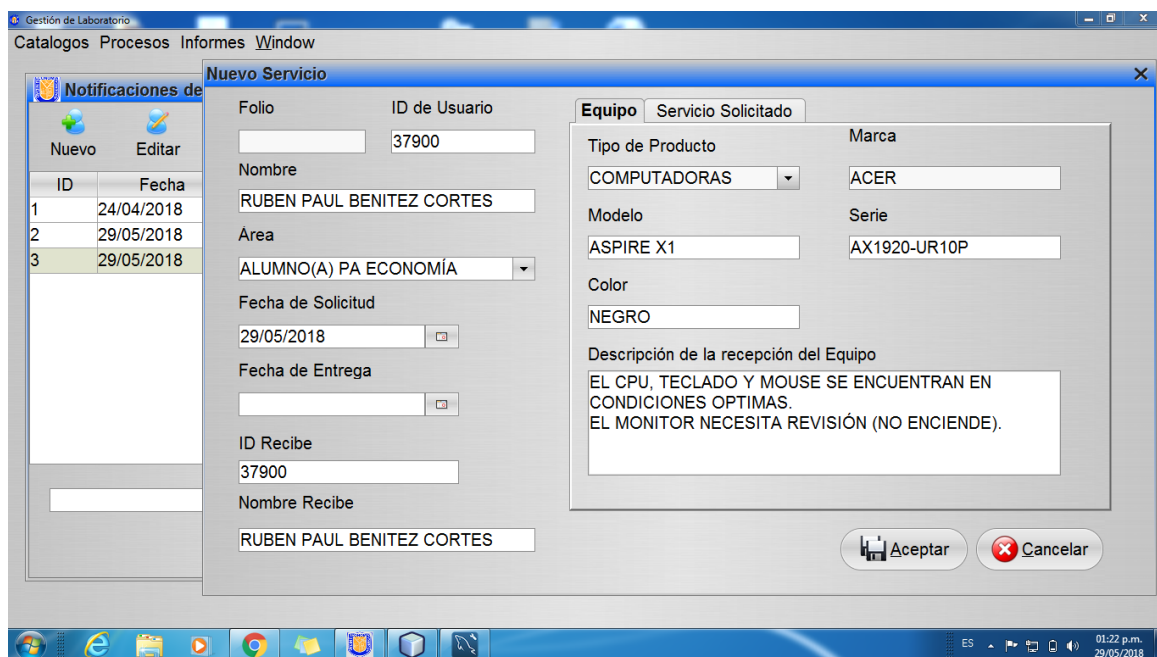 Gestión de Laboratorio
Catalogos Procesos Informes Window
Notificaciones de
Nuevo Editar
ID Fecha
1 24/04/2018
2 29/05/2018
3 29/05/2018
Nuevo Servicio
Folio ID de Usuario
37900
Nombre
RUBEN PAUL BENITEZ CORTES
Área
ALUMNO(A) PA ECONOMÍA
Fecha de Solicitud
29/05/2018
Fecha de Entrega
ID Recibe
37900
Nombre Recibe
RUBEN PAUL BENITEZ CORTES
Equipo Servicio Solicitado
Tipo de Producto Marca
COMPUTADORAS ACER
Modelo Serie
ASPIRE X1 AX1920-UR10P
Color
NEGRO
Descripción de la recepción del Equipo
EL CPU, TECLADO Y MOUSE SE ENCUENTRAN EN
CONDICIONES OPTIMAS.
EL MONITOR NECESITA REVISIÓN (NO ENCIENDE).
Aceptar Cancelar
ES 01:22 p.m.
29/05/2018